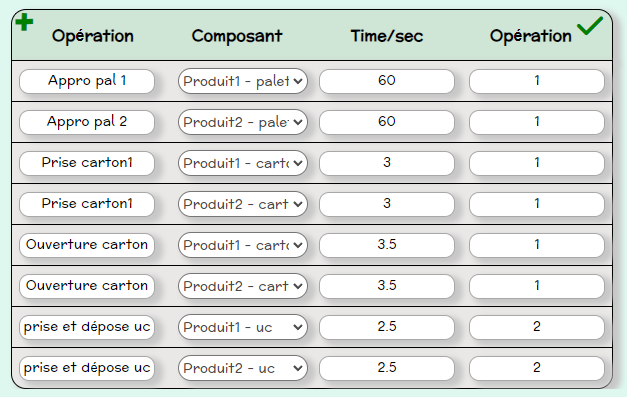 Opération Composant Time/sec Opération
Appro pal 1 Produit1 - palet 60 1
Appro pal 2 Produit2 - palet 60 1
Prise carton1 Produit1 - carto 3 1
Prise carton1 Produit2 - cart 3 1
Ouverture carton Produit1 - carto 3.5 1
Ouverture carton Produit2 - cart 3.5 1
prise et dépose uc Produit1 - uc 2.5 2
prise et dépose uc Produit2 - uc 2.5 2